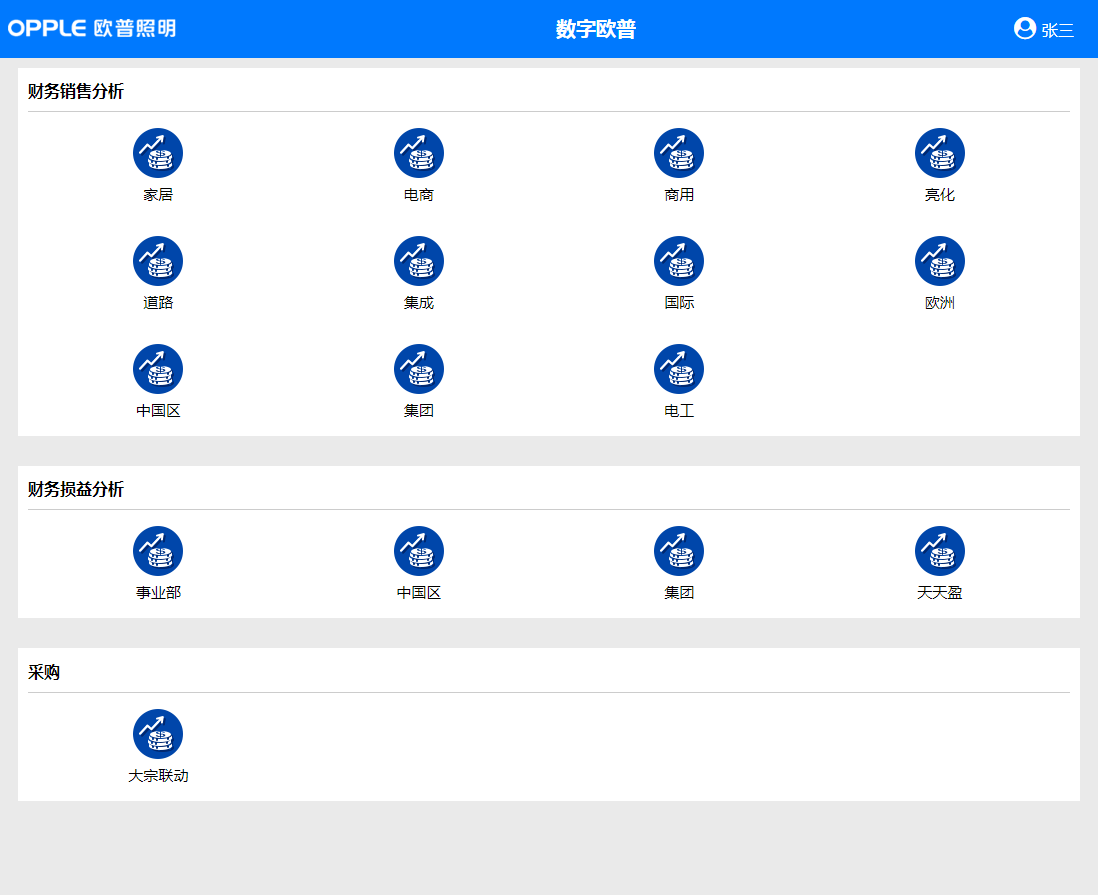 OPPLE 欧普照明
数字欧普
张三
财务销售分析
家居 电商 商用 亮化
道路 集成 国际 欧洲
中国区 集团 电工
财务损益分析
事业部 中国区 集团 天天盈
采购
大宗联动